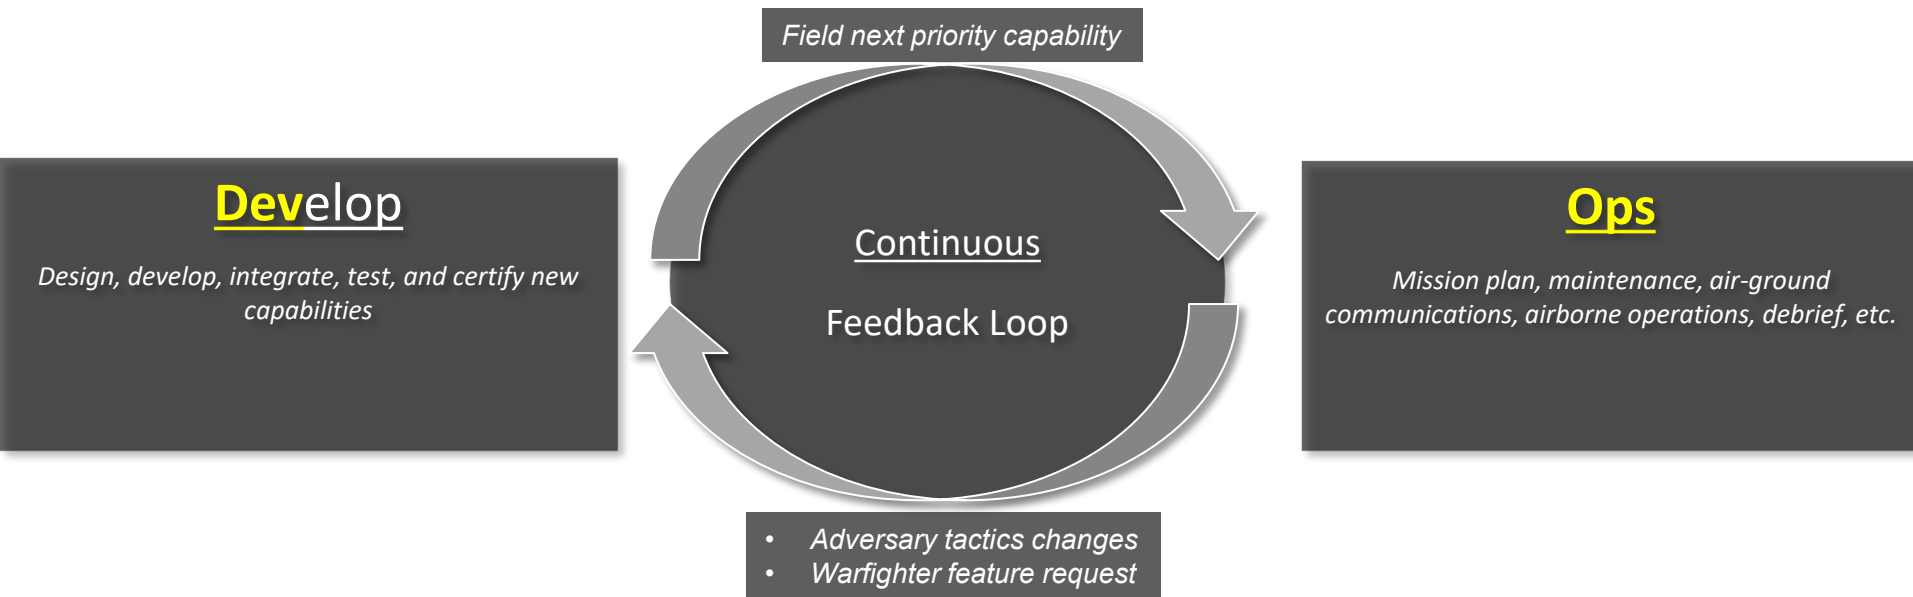 Field next priority capability
Develop
Design, develop, integrate, test, and certify new
capabilities
Continuous
Feedback Loop
Ops
Mission plan, maintenance, air-ground
communications, airborne operations, debrief, etc.
• Adversary tactics changes
• Warfighter feature request